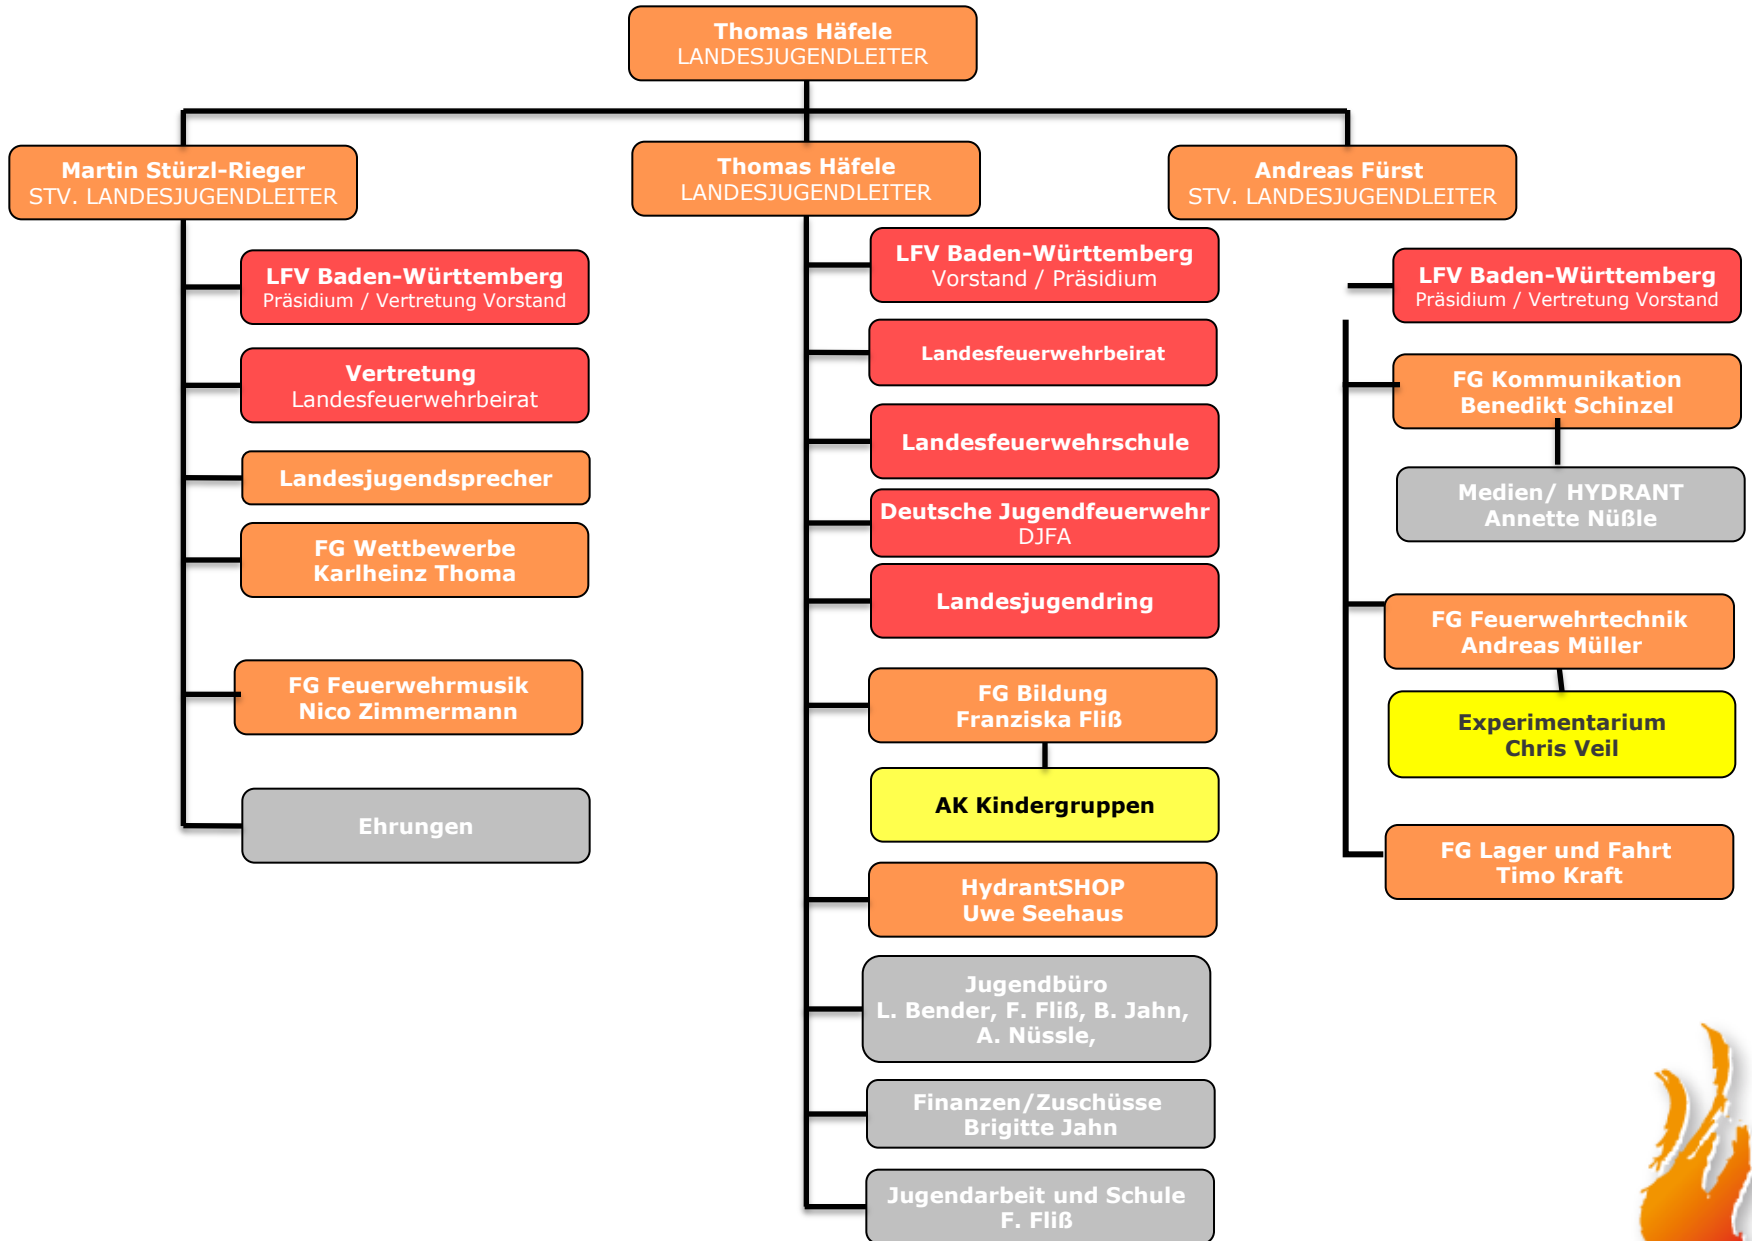 Thomas Häfele
LANDESJUGENDLEITER
Martin Stürzl-Rieger
STV. LANDESJUGENDLEITER
LFV Baden-Württemberg
Präsidium / Vertretung Vorstand
Vertretung
Landesfeuerwehrbeirat
Landesjugendsprecher
FG Wettbewerbe
Karlheinz Thoma
FG Feuerwehrmusik
Nico Zimmermann
Ehrungen
Thomas Häfele
LANDESJUGENDLEITER
LFV Baden-Württemberg
Vorstand / Präsidium
Landesfeuerwehrbeirat
Landesfeuerwehrschule
Deutsche Jugendfeuerwehr
DJFA
Landesjugendring
FG Bildung
Franziska Fliß
AK Kindergruppen
HydrantSHOP
Uwe Seehaus
Jugendbüro
L. Bender, F. Fliß, B. Jahn,
A. Nüssle,
Finanzen/Zuschüsse
Brigitte Jahn
Jugendarbeit und Schule
F. Fliß
Andreas Fürst
STV. LANDESJUGENDLEITER
LFV Baden-Württemberg
Präsidium / Vertretung Vorstand
FG Kommunikation
Benedikt Schinzel
Medien/ HYDRANT
Annette Nüßle
FG Feuerwehrtechnik
Andreas Müller
Experimentarium
Chris Veil
FG Lager und Fahrt
Timo Kraft